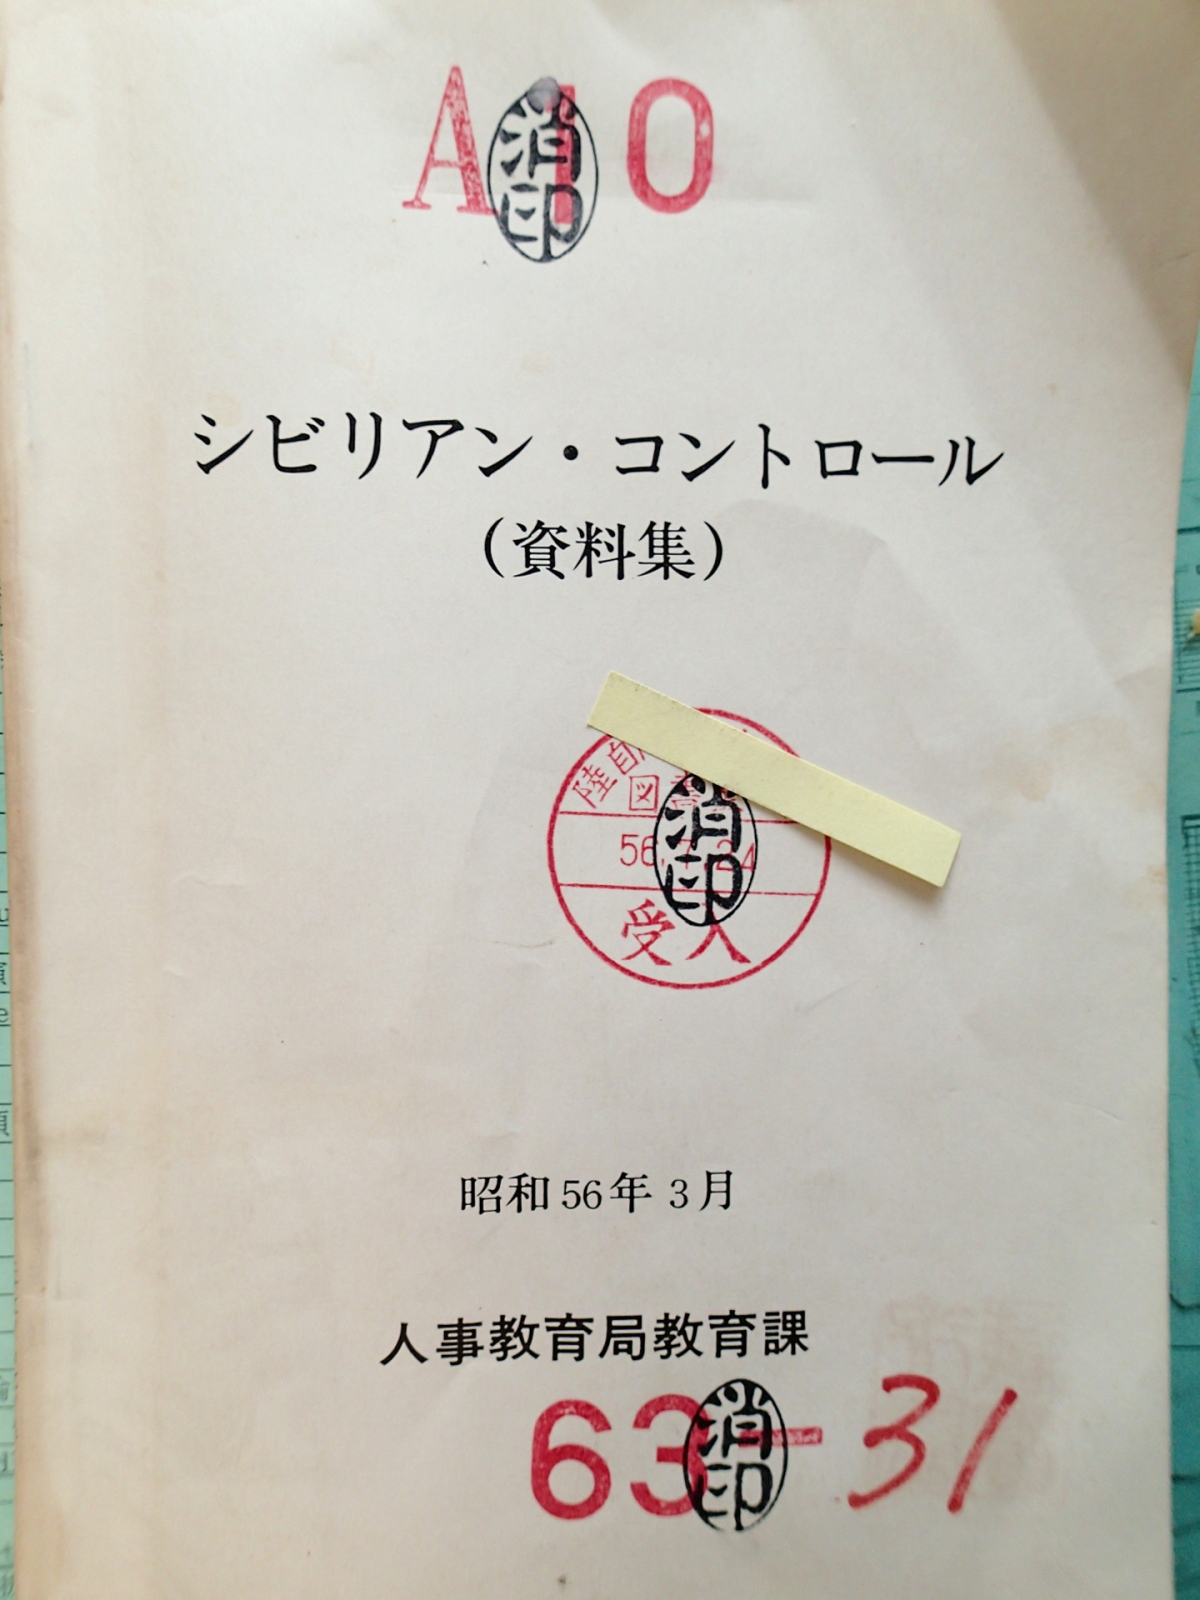 A10
消印
シビリアン・コントロール
(資料集)
陸自
図
56
消印
受入
昭和56年3月
人事教育局教育課
63-31
消印